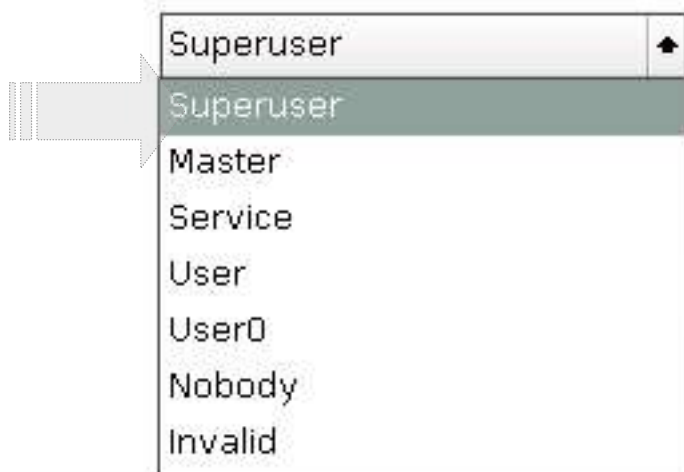 Superuser
Superuser
Master
Service
User
User0
Nobody
Invalid